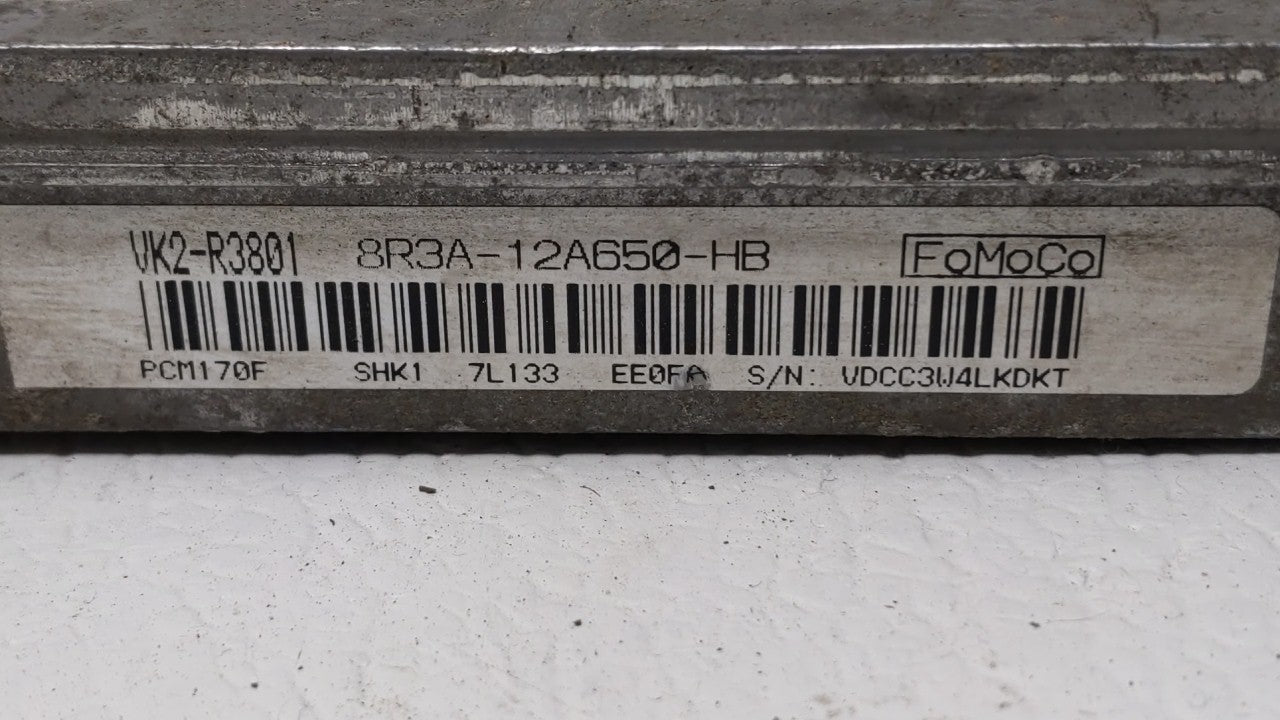 VK2-R3801 8R3A-12A650-HB FoMoCo
PCM170F SHK1 7L133 EE0FA S/N: VDCC3W4LKDKT